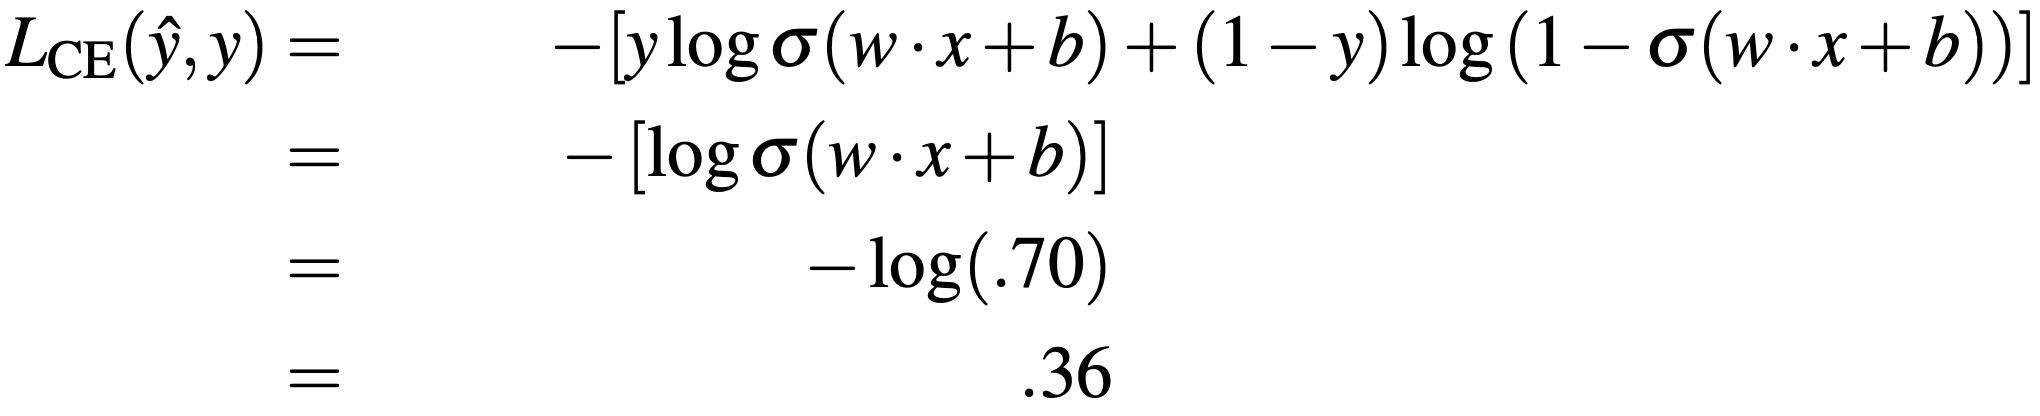 L_CE(ŷ, y) = −[y log σ(w · x + b) + (1 − y) log (1 − σ(w · x + b))]
= − [log σ(w · x + b)]
= − log(.70)
= .36